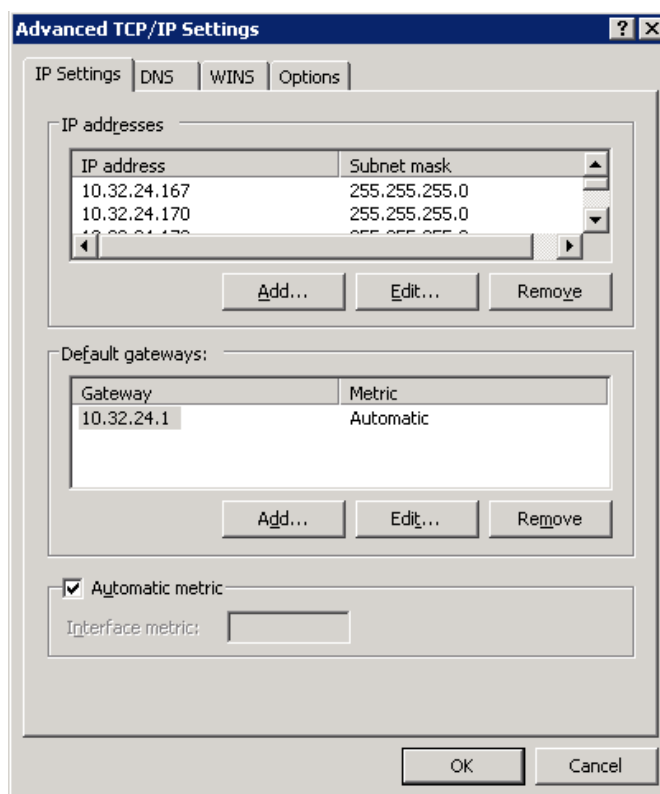 Advanced TCP/IP Settings
IP Settings DNS WINS Options
IP addresses
IP address Subnet mask
10.32.24.167 255.255.255.0
10.32.24.170 255.255.255.0
Add... Edit... Remove
Default gateways:
Gateway Metric
10.32.24.1 Automatic
Add... Edit... Remove
Automatic metric
Interface metric:
OK Cancel